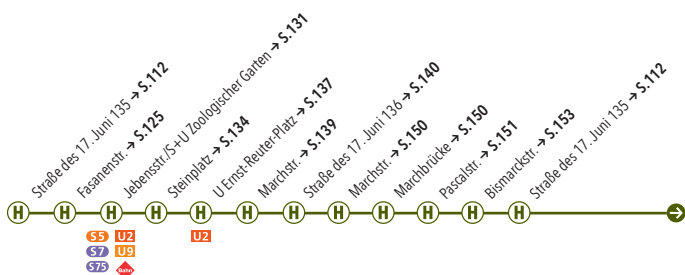 Straße des 17. Juni 135 → S.112
Fasanenstr. → S.125
Jebensstr./S+U Zoologischer Garten → S.131
Steinplatz → S.134
U Ernst-Reuter-Platz → S.137
Marchstr. → S.139
Straße des 17. Juni 136 → S.140
Marchstr. → S.150
Marchbrücke → S.150
Pascalstr. → S.151
Bismarckstr. → S.153
Straße des 17. Juni 135 → S.112
H H H H H H H H H H H H →
S5 U2 U2
S7 U9
S75 Bahn